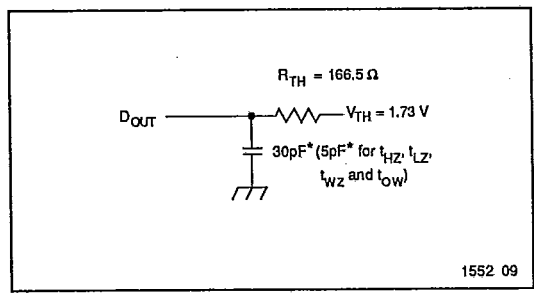 R_TH = 166.5 Ω
D_OUT
V_TH = 1.73 V
30pF* (5pF* for t_HZ, t_LZ,
t_WZ and t_OW)
1552 09